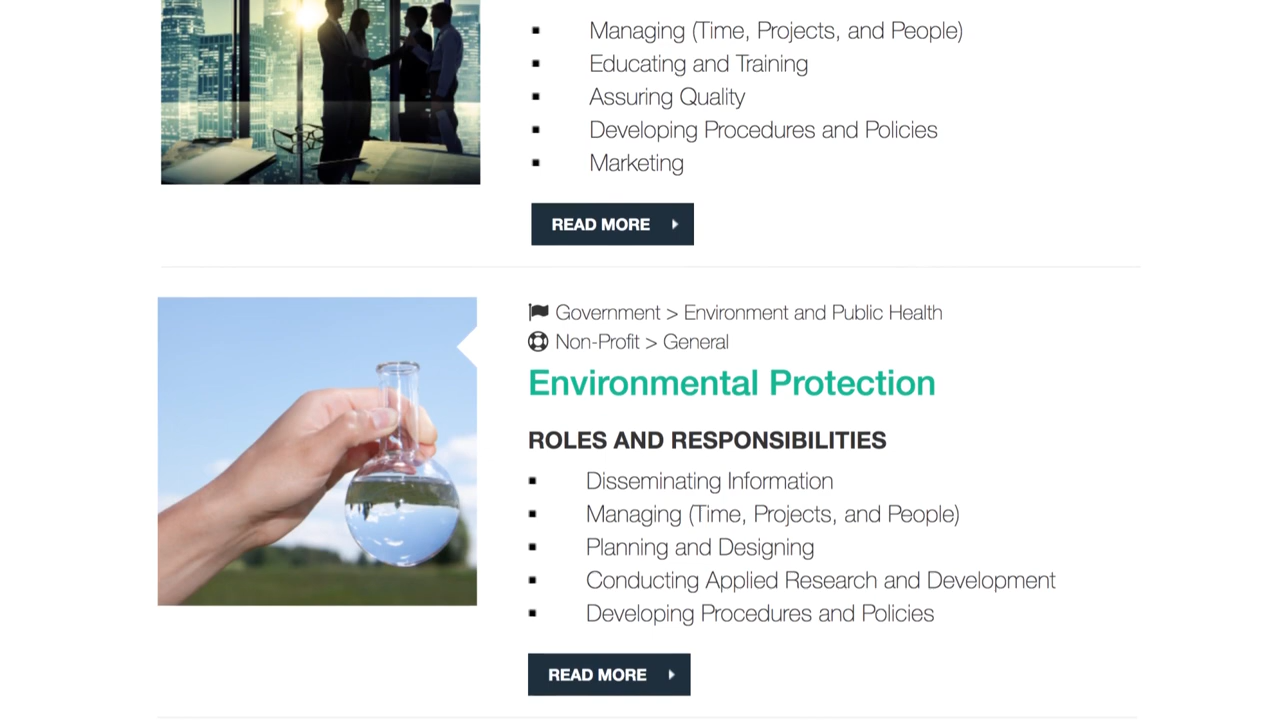 Managing (Time, Projects, and People)
Educating and Training
Assuring Quality
Developing Procedures and Policies
Marketing
READ MORE
Government > Environment and Public Health
Non-Profit > General
Environmental Protection
ROLES AND RESPONSIBILITIES
Disseminating Information
Managing (Time, Projects, and People)
Planning and Designing
Conducting Applied Research and Development
Developing Procedures and Policies
READ MORE